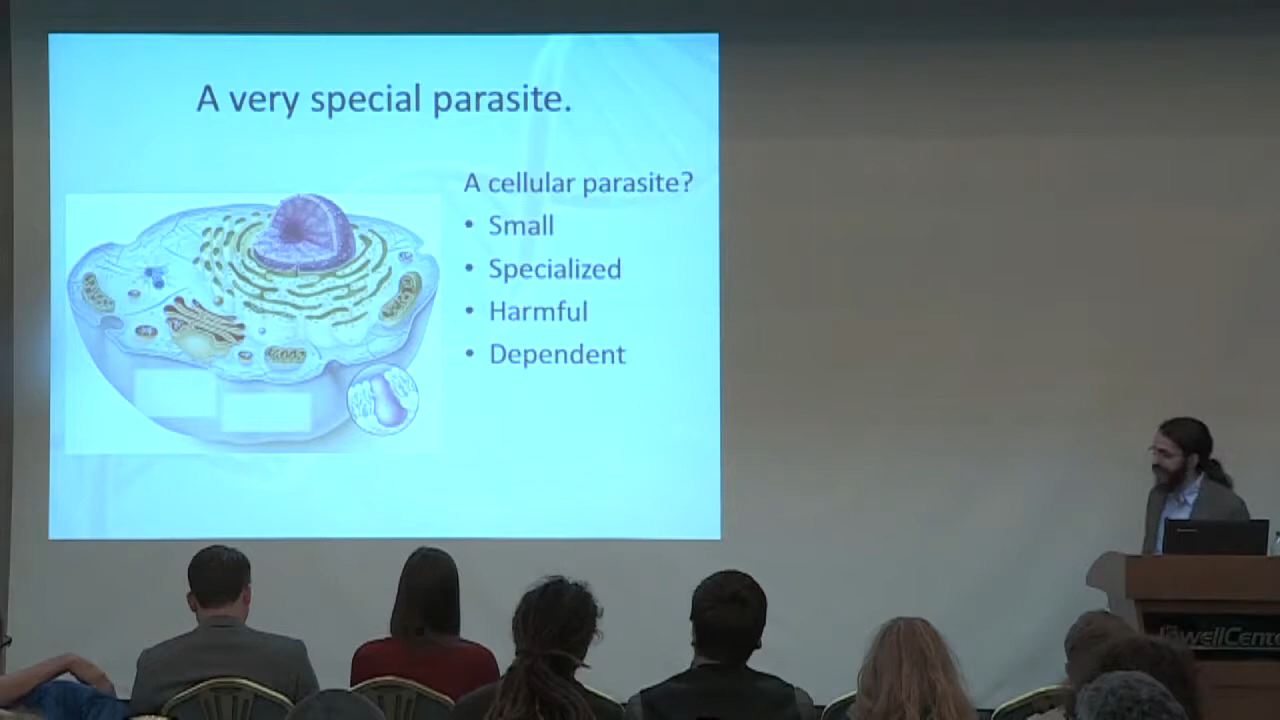 A very special parasite.
A cellular parasite?
• Small
• Specialized
• Harmful
• Dependent